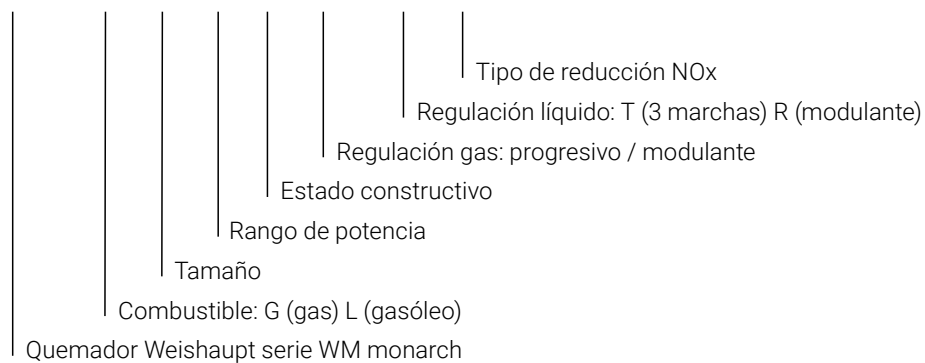 Tipo de reducción NOx
Regulación líquido: T (3 marchas) R (modulante)
Regulación gas: progresivo / modulante
Estado constructivo
Rango de potencia
Tamaño
Combustible: G (gas) L (gasóleo)
Quemador Weishaupt serie WM monarch